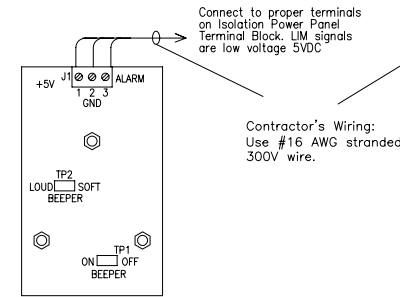 Connect to proper terminals
on Isolation Power Panel
Terminal Block. LIM signals
are low voltage 5VDC
J1
ALARM
+5V
1 2 3
GND
Contractor's Wiring:
Use #16 AWG stranded
300V wire.
TP2
LOUD SOFT
BEEPER
TP1
ON OFF
BEEPER